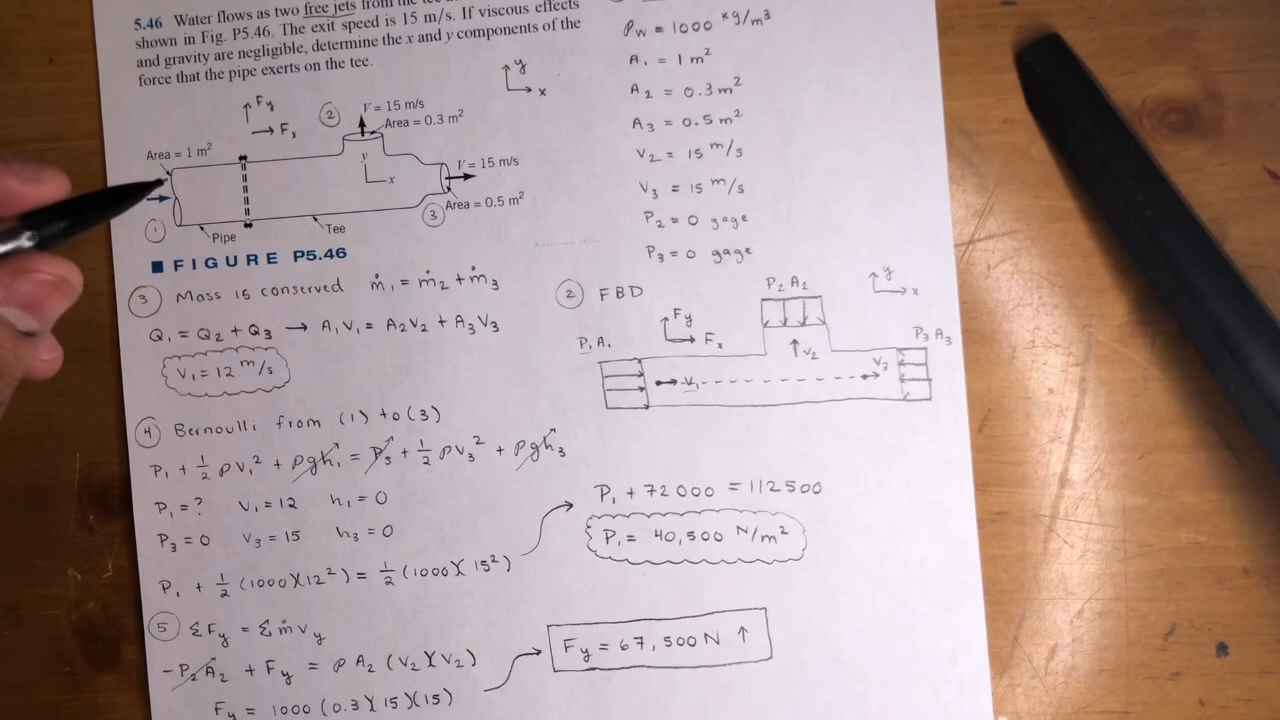 5.46 Water flows as two free jets from the tee
shown in Fig. P5.46. The exit speed is 15 m/s. If viscous effects
and gravity are negligible, determine the x and y components of the
force that the pipe exerts on the tee.
y
x
Fy
Fx
2
V = 15 m/s
Area = 0.3 m²
Area = 1 m²
y
x
V = 15 m/s
Area = 0.5 m²
3
1
Pipe
Tee
FIGURE P5.46
ρw = 1000 kg/m³
A₁ = 1 m²
A₂ = 0.3 m²
A₃ = 0.5 m²
V₂ = 15 m/s
V₃ = 15 m/s
P₂ = 0 gage
P₃ = 0 gage
3 Mass is conserved ṁ₁ = ṁ₂ + ṁ₃
Q₁ = Q₂ + Q₃ → A₁V₁ = A₂V₂ + A₃V₃
V₁ = 12 m/s
2 FBD
P₂A₂
y
x
Fy
Fx
P₁A₁
V₂
P₃A₃
V₁
V₃
4 Bernoulli from (1) to (3)
P₁ + ½ρV₁² + ρgh₁ = P₃ + ½ρV₃² + ρgh₃
P₁ = ? V₁ = 12 h₁ = 0
P₃ = 0 V₃ = 15 h₃ = 0
P₁ + ½(1000)(12²) = ½(1000)(15²)
P₁ + 72000 = 112500
P₁ = 40,500 N/m²
5 ΣFy = Σṁvy
-P₂A₂ + Fy = ρA₂(V₂)(V₂)
Fy = 1000(0.3)(15)(15)
Fy = 67,500 N ↑